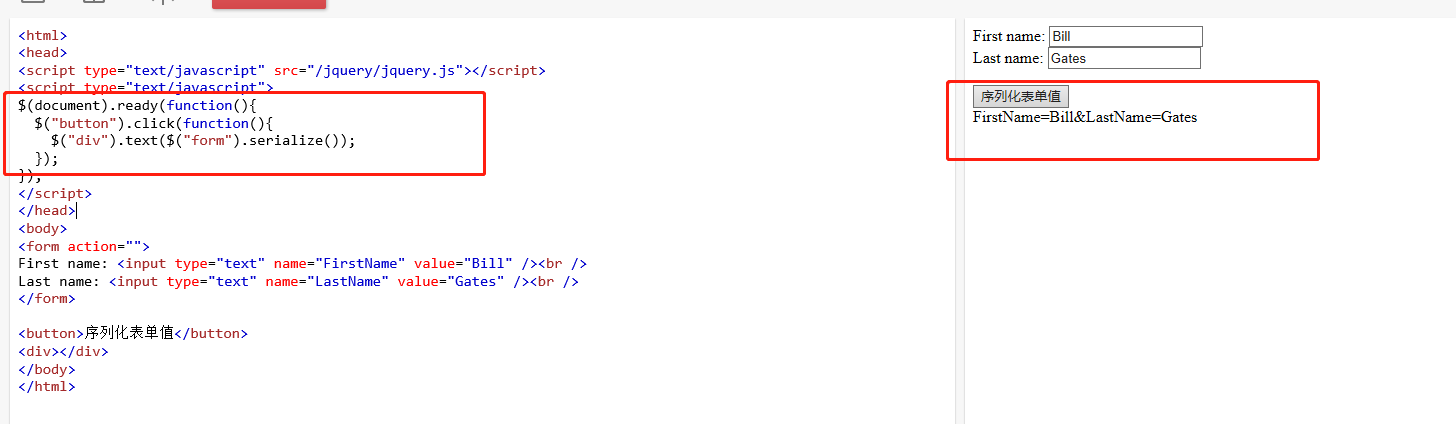 <html>
<head>
<script type="text/javascript" src="/jquery/jquery.js"></script>
<script type="text/javascript">
$(document).ready(function(){
  $("button").click(function(){
    $("div").text($("form").serialize());
  });
});
</script>
</head>
<body>
<form action="">
First name: <input type="text" name="FirstName" value="Bill" /><br />
Last name: <input type="text" name="LastName" value="Gates" /><br />
</form>
<button>序列化表单值</button>
<div></div>
</body>
</html>
First name: Bill
Last name: Gates
序列化表单值
FirstName=Bill&LastName=Gates